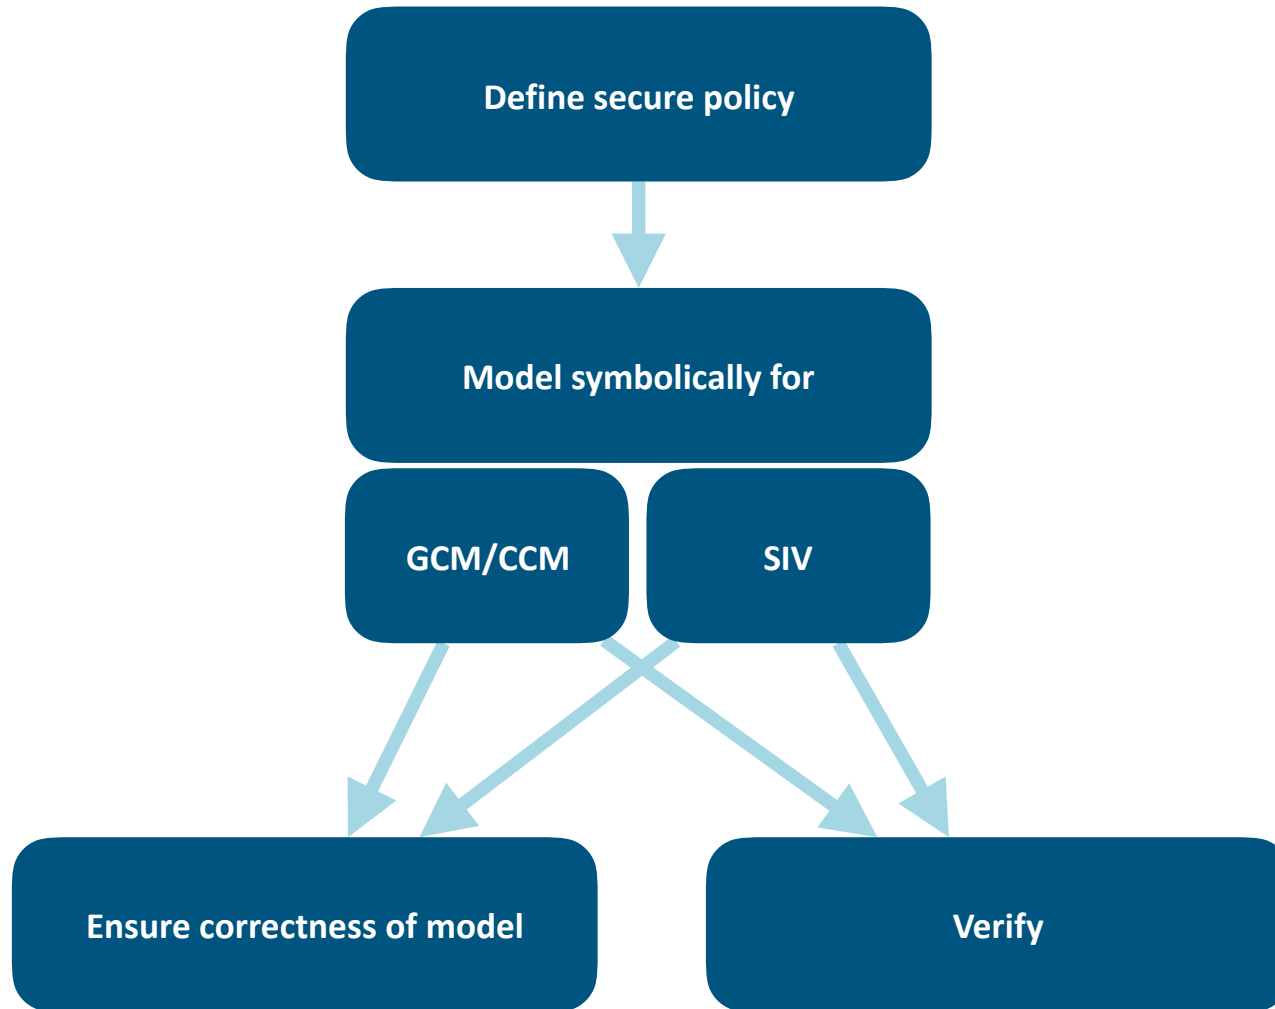 Define secure policy
Model symbolically for
GCM/CCM
SIV
Ensure correctness of model
Verify